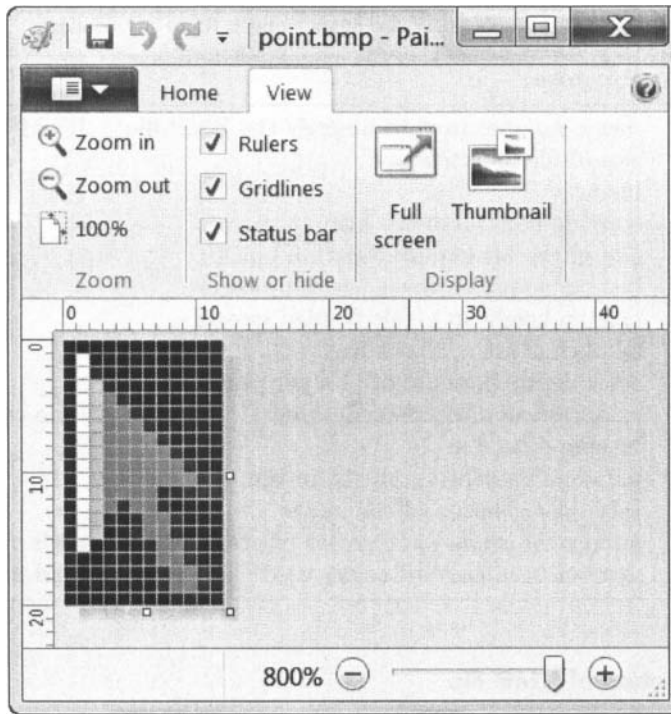 point.bmp - Pai...
Home View
Zoom in
Zoom out
100%
Zoom
Rulers
Gridlines
Status bar
Show or hide
Full screen
Thumbnail
Display
0 10 20 30 40
0
10
20
800%